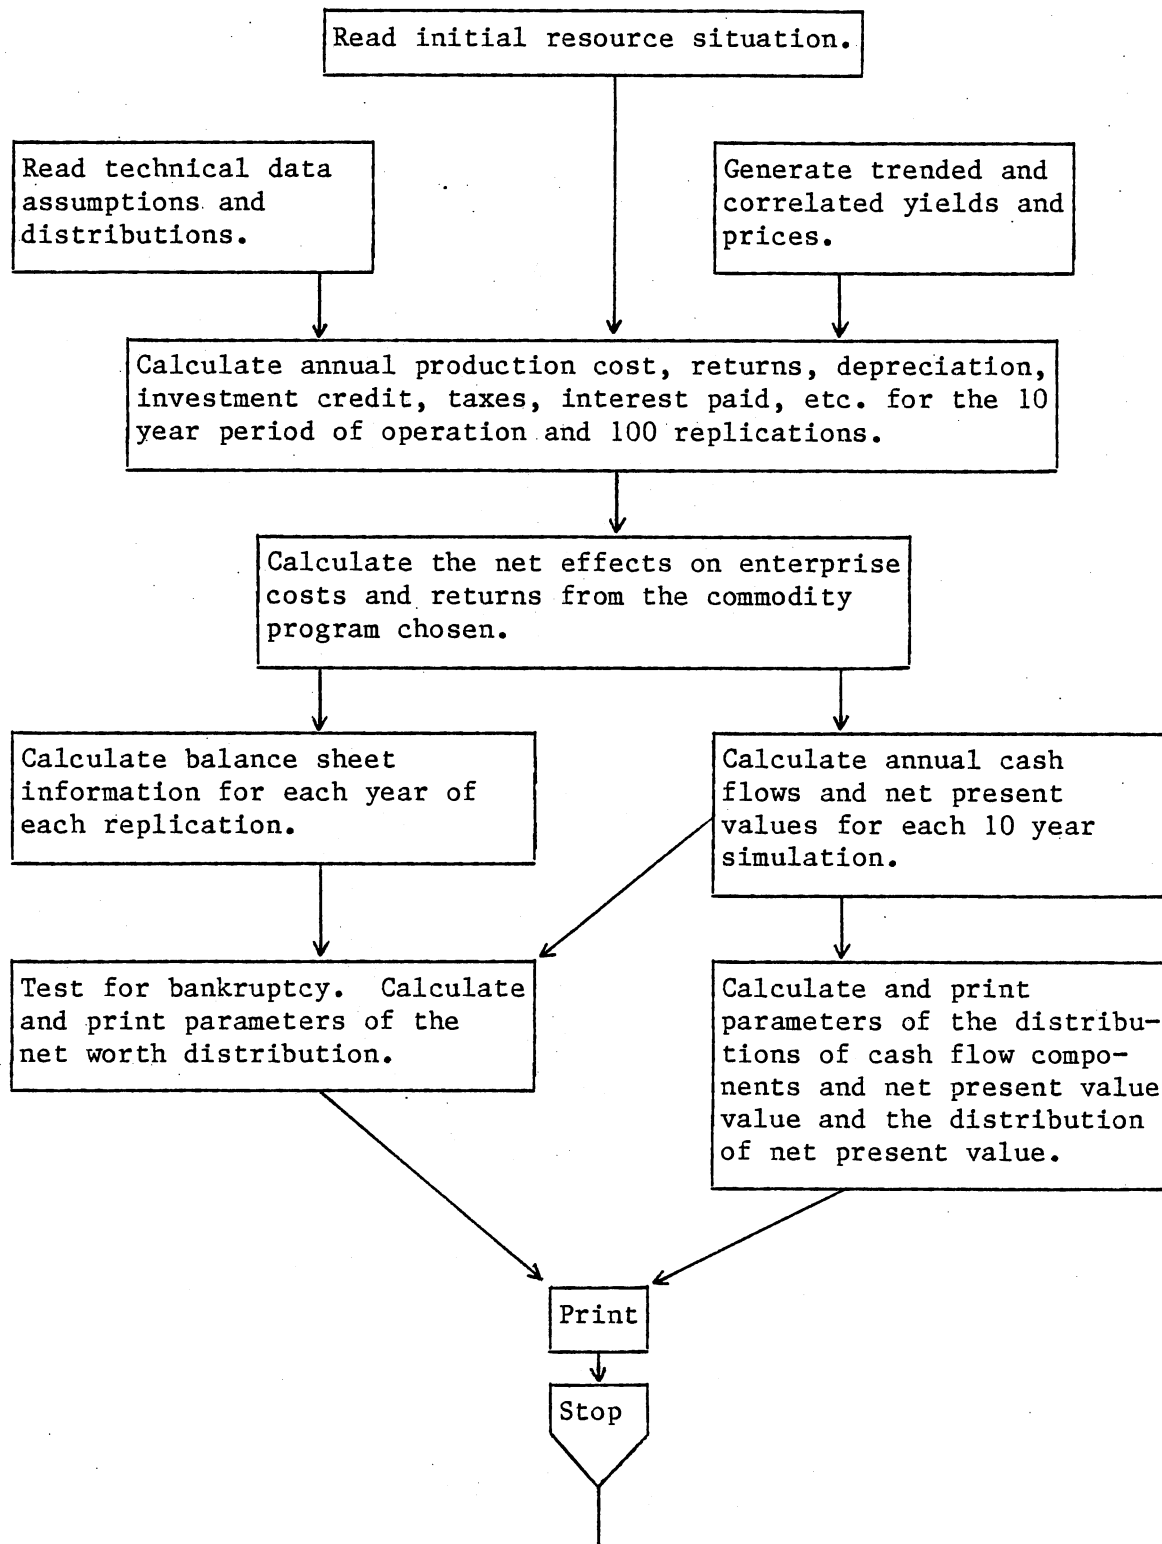 Read initial resource situation.
Read technical data
assumptions and
distributions.
Generate trended and
correlated yields and
prices.
Calculate annual production cost, returns, depreciation,
investment credit, taxes, interest paid, etc. for the 10
year period of operation and 100 replications.
Calculate the net effects on enterprise
costs and returns from the commodity
program chosen.
Calculate balance sheet
information for each year of
each replication.
Calculate annual cash
flows and net present
values for each 10 year
simulation.
Test for bankruptcy.  Calculate
and print parameters of the
net worth distribution.
Calculate and print
parameters of the distribu-
tions of cash flow compo-
nents and net present value
value and the distribution
of net present value.
Print
Stop